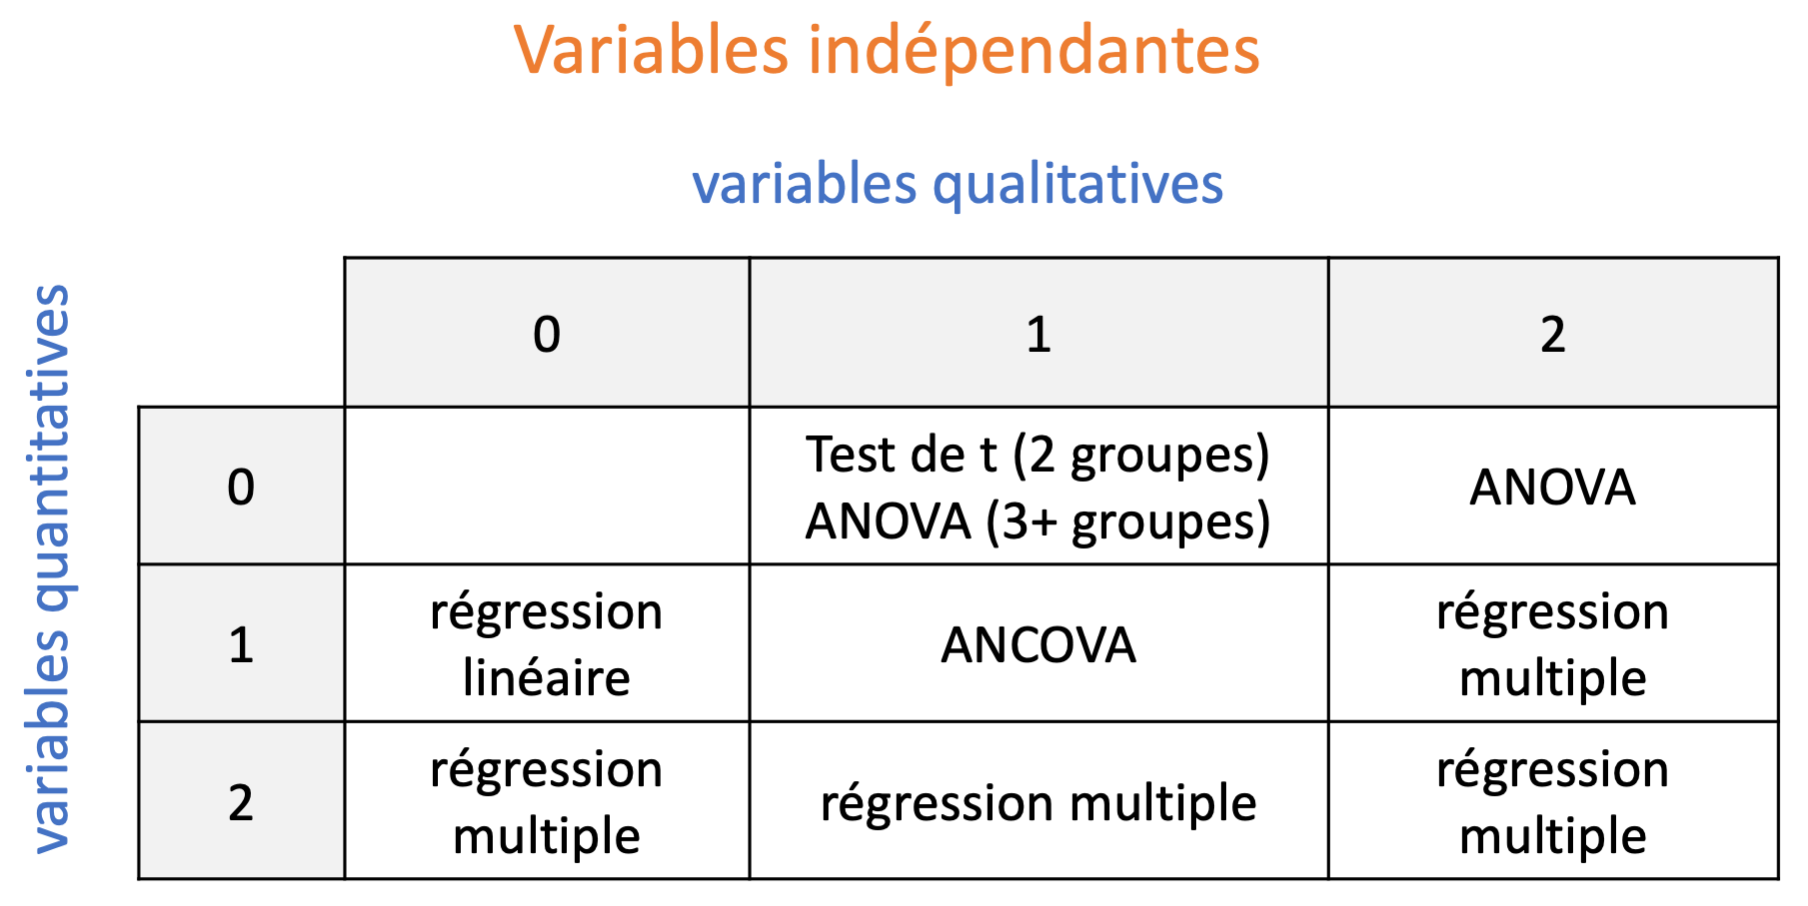 Variables indépendantes
variables qualitatives
variables quantitatives
0
1
2
0
Test de t (2 groupes)
ANOVA (3+ groupes)
ANOVA
1
régression
linéaire
ANCOVA
régression
multiple
2
régression
multiple
régression multiple
régression
multiple